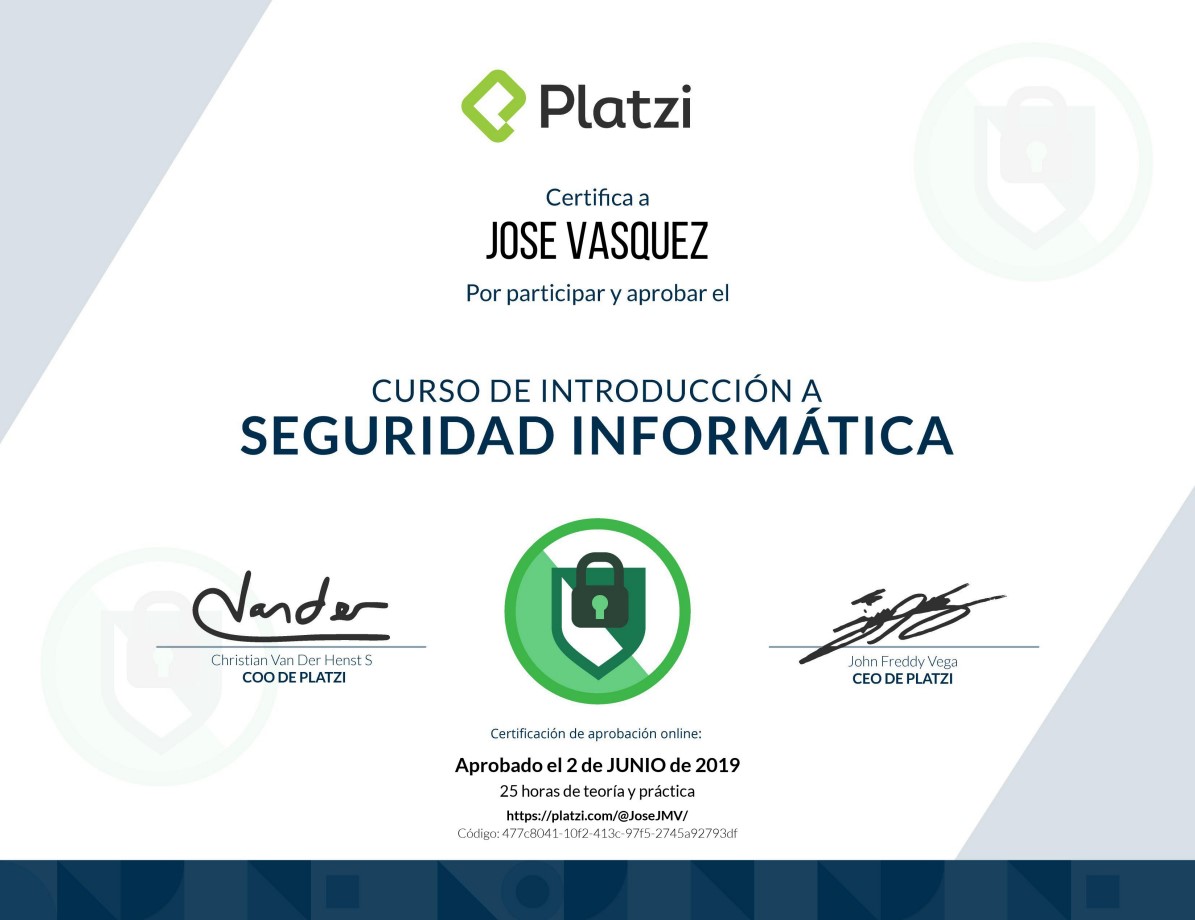 Platzi
Certifica a
JOSE VASQUEZ
Por participar y aprobar el
CURSO DE INTRODUCCIÓN A
SEGURIDAD INFORMÁTICA
Vander
Christian Van Der Henst S
COO DE PLATZI
John Freddy Vega
CEO DE PLATZI
Certificación de aprobación online:
Aprobado el 2 de JUNIO de 2019
25 horas de teoría y práctica
https://platzi.com/@JoseJMV/
Código: 477c8041-10f2-413c-97f5-2745a92793df